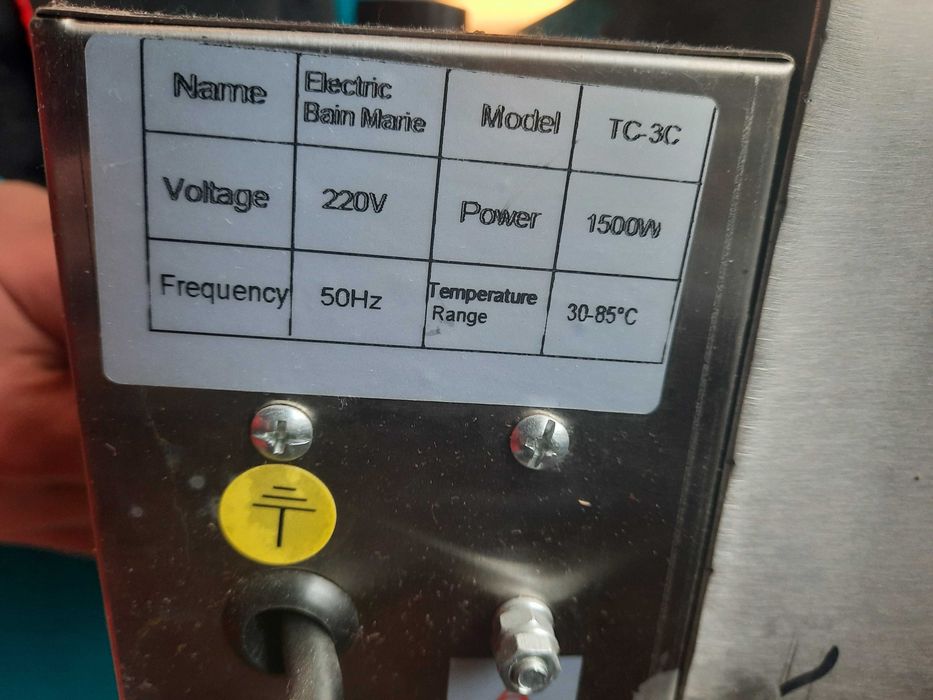 Name Electric Bain Marie Model TC-3C
Voltage 220V Power 1500W
Frequency 50Hz Temperature Range 30-85°C